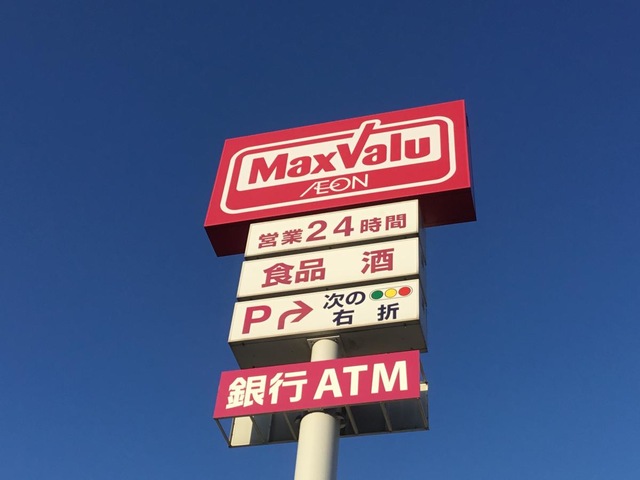 MaxValu
ÆON
営業24時間
食品 酒
P 次の
右折
銀行ATM